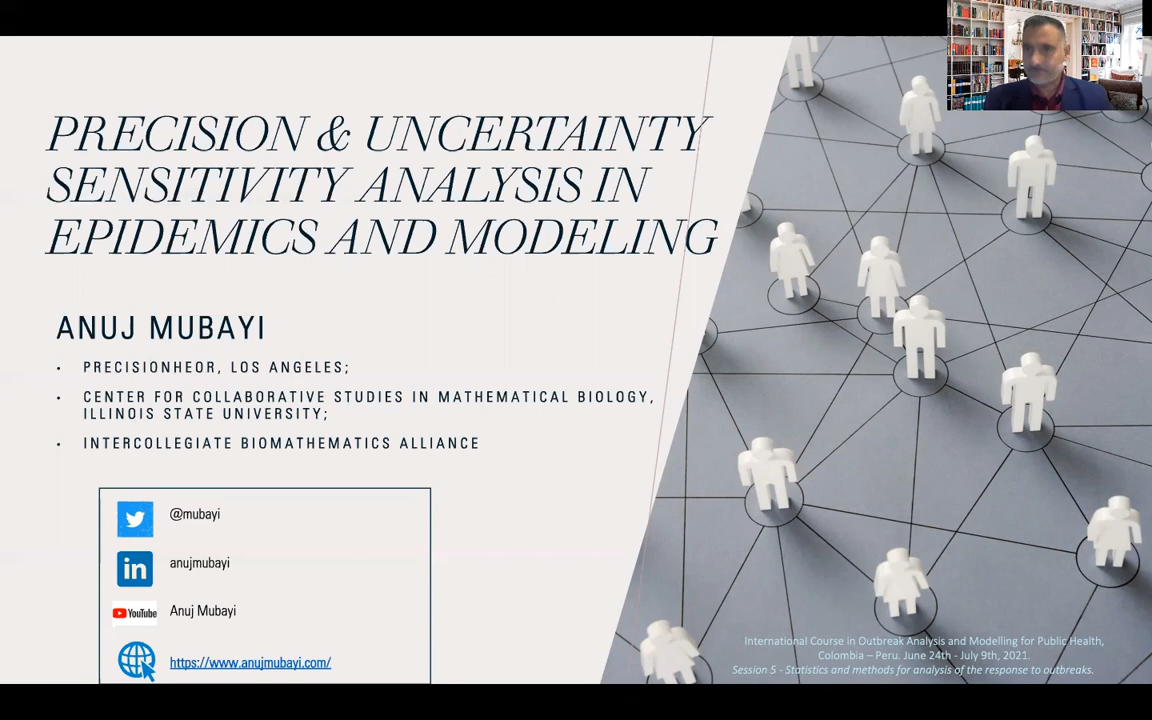 PRECISION & UNCERTAINTY
SENSITIVITY ANALYSIS IN
EPIDEMICS AND MODELING
ANUJ MUBAYI
• PRECISIONHEOR, LOS ANGELES;
• CENTER FOR COLLABORATIVE STUDIES IN MATHEMATICAL BIOLOGY,
ILLINOIS STATE UNIVERSITY;
• INTERCOLLEGIATE BIOMATHEMATICS ALLIANCE
@mubayi
in anujmubayi
YouTube Anuj Mubayi
https://www.anujmubayi.com/
International Course in Outbreak Analysis and Modelling for Public Health,
Colombia – Peru. June 24th - July 9th, 2021.
Session 5 - Statistics and methods for analysis of the response to outbreaks.